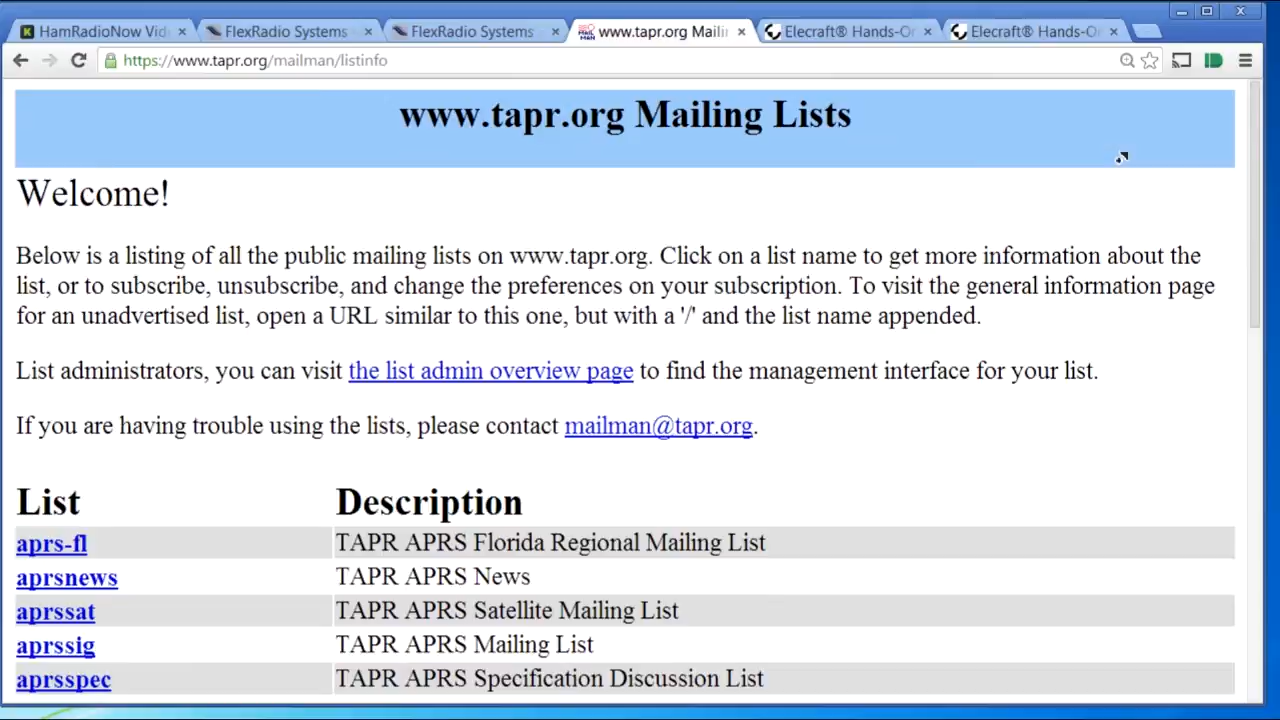 HamRadioNow Vid
FlexRadio Systems
FlexRadio Systems
www.tapr.org Mailin
Elecraft® Hands-O
Elecraft® Hands-O
https://www.tapr.org/mailman/listinfo
www.tapr.org Mailing Lists
Welcome!
Below is a listing of all the public mailing lists on www.tapr.org. Click on a list name to get more information about the
list, or to subscribe, unsubscribe, and change the preferences on your subscription. To visit the general information page
for an unadvertised list, open a URL similar to this one, but with a '/' and the list name appended.
List administrators, you can visit the list admin overview page to find the management interface for your list.
If you are having trouble using the lists, please contact mailman@tapr.org.
List Description
aprs-fl TAPR APRS Florida Regional Mailing List
aprsnews TAPR APRS News
aprssat TAPR APRS Satellite Mailing List
aprssig TAPR APRS Mailing List
aprsspec TAPR APRS Specification Discussion List